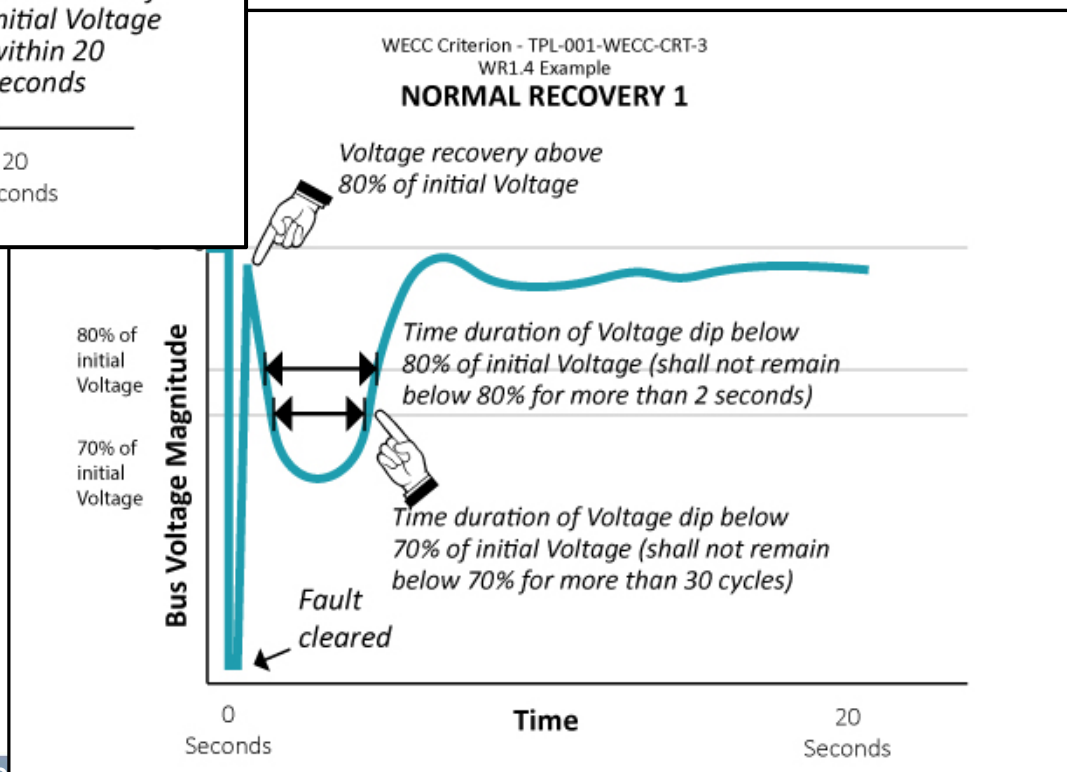 nitial Voltage
within 20
econds
20
conds
WECC Criterion - TPL-001-WECC-CRT-3
WR1.4 Example
NORMAL RECOVERY 1
Voltage recovery above
80% of initial Voltage
80% of
initial
Voltage
Time duration of Voltage dip below
80% of initial Voltage (shall not remain
below 80% for more than 2 seconds)
70% of
initial
Voltage
Bus Voltage Magnitude
Time duration of Voltage dip below
70% of initial Voltage (shall not remain
below 70% for more than 30 cycles)
Fault
cleared
0
Seconds
Time
20
Seconds